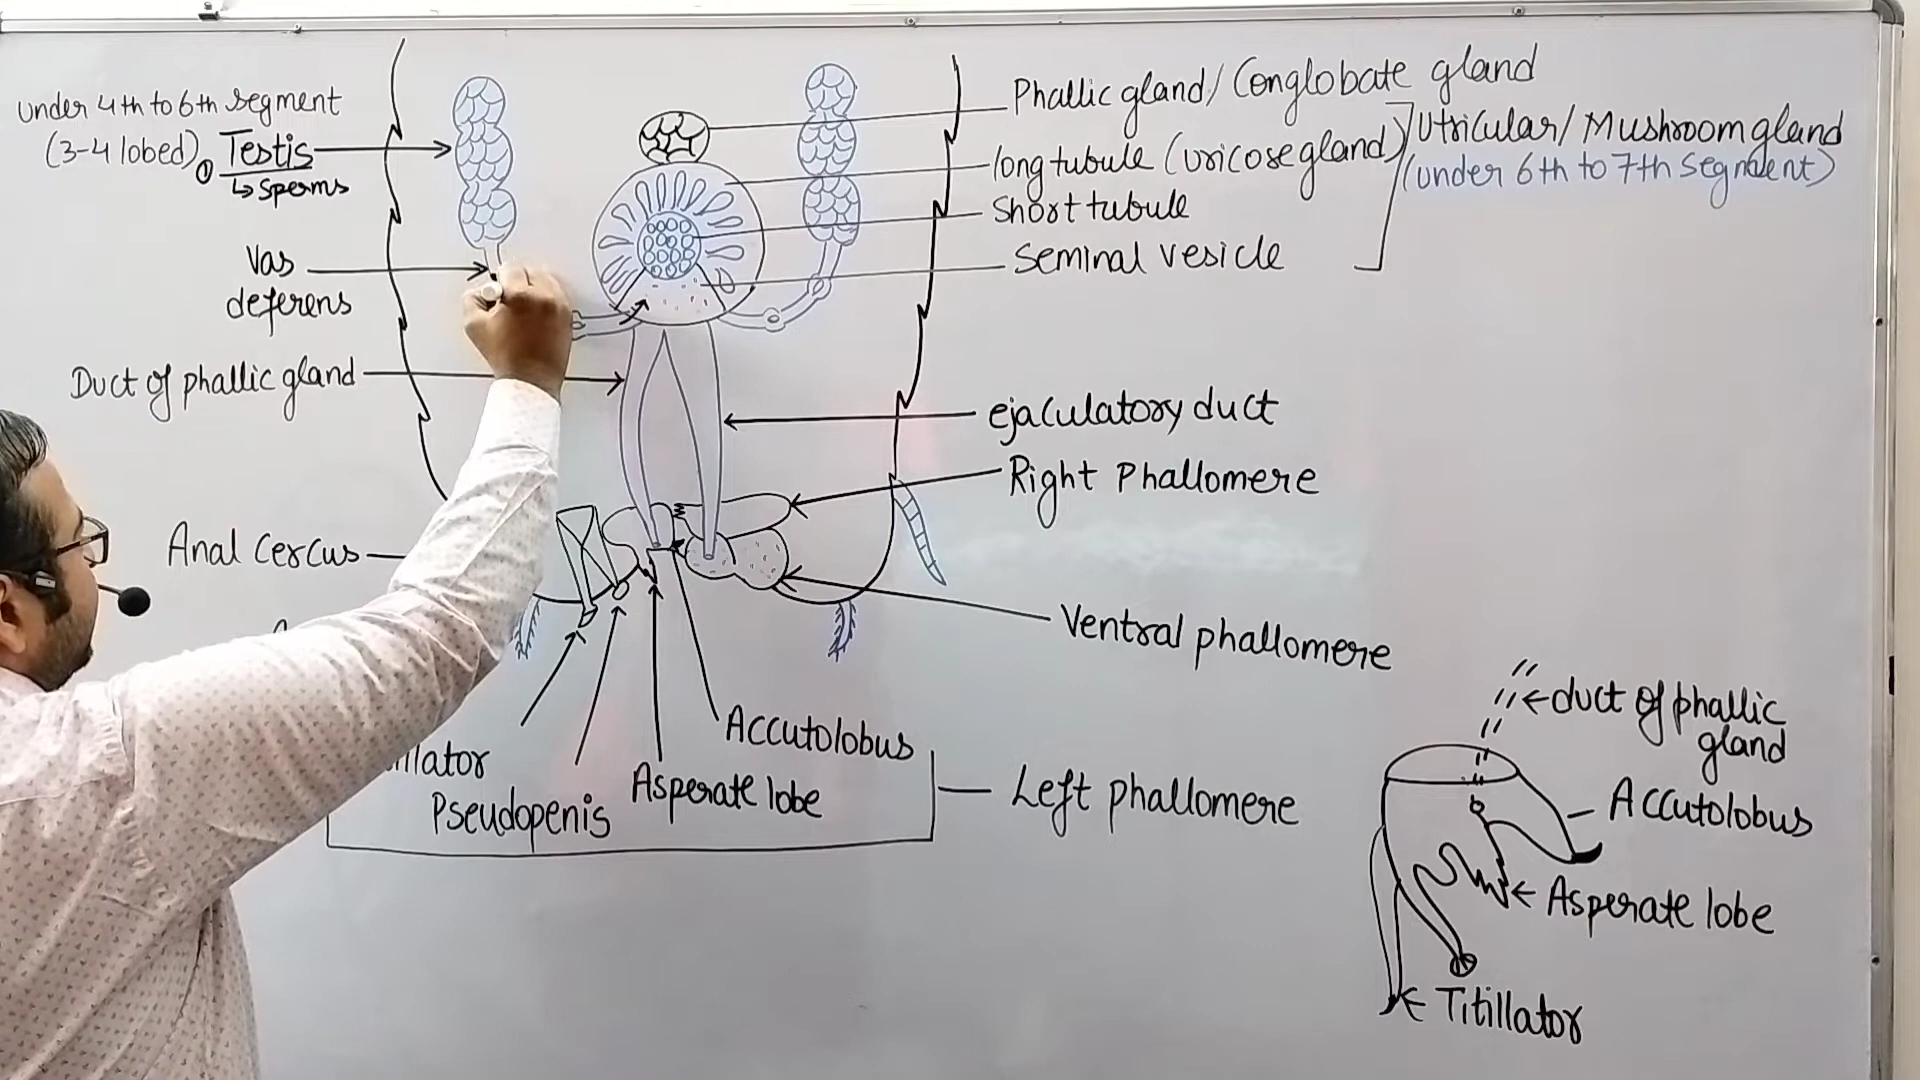 Under 4th to 6th segment
(3-4 lobed)
① Testis
↳ Sperms
Vas
deferens
Duct of phallic gland
Anal Cercus
Phallic gland/Conglobate gland
long tubule (Uricose gland)
Short tubule
Seminal vesicle
Utricular/Mushroom gland
(Under 6th to 7th segment)
ejaculatory duct
Right Phallomere
Ventral phallomere
Accutolobus
Asperate lobe
Pseudopenis
Left phallomere
duct of phallic
gland
Accutolobus
Asperate lobe
Titillator